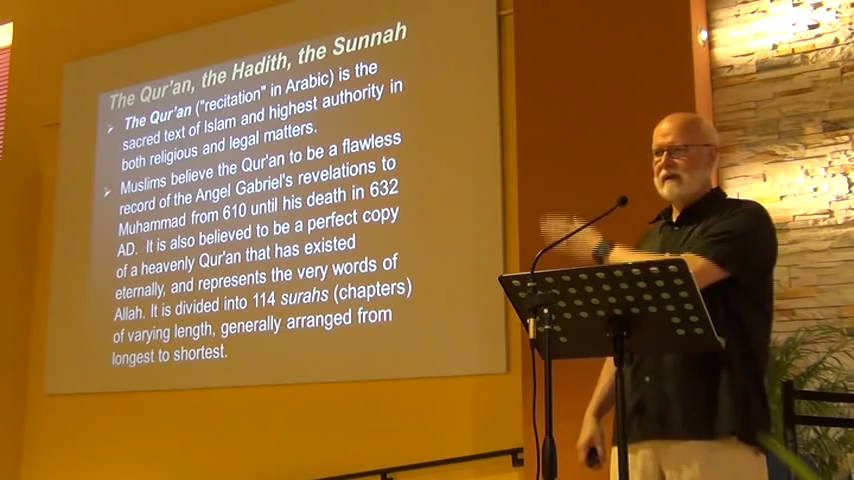 The Qur'an, the Hadith, the Sunnah
The Qur'an ("recitation" in Arabic) is the
sacred text of Islam and highest authority in
both religious and legal matters.
Muslims believe the Qur'an to be a flawless
record of the Angel Gabriel's revelations to
Muhammad from 610 until his death in 632
AD. It is also believed to be a perfect copy
of a heavenly Qur'an that has existed
eternally, and represents the very words of
Allah. It is divided into 114 surahs (chapters)
of varying length, generally arranged from
longest to shortest.